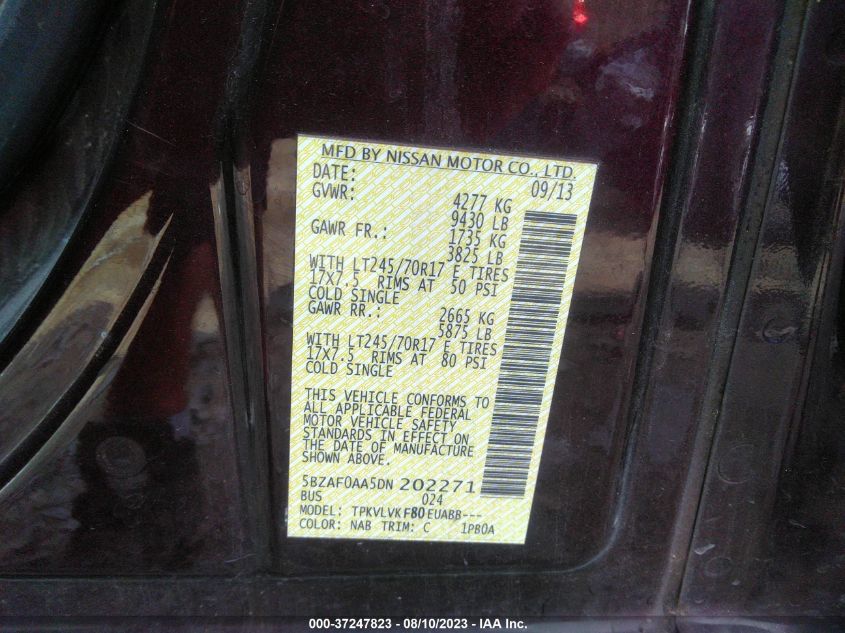 MFD BY NISSAN MOTOR CO., LTD.
DATE: 09/13
GVWR: 4277 KG
9430 LB
GAWR FR.: 1735 KG
3825 LB
WITH LT245/70R17 E TIRES
17X7.5 RIMS AT 50 PSI
COLD SINGLE
GAWR RR.: 2665 KG
5875 LB
WITH LT245/70R17 E TIRES
17X7.5 RIMS AT 80 PSI
COLD SINGLE
THIS VEHICLE CONFORMS TO
ALL APPLICABLE FEDERAL
MOTOR VEHICLE SAFETY
STANDARDS IN EFFECT ON
THE DATE OF MANUFACTURE
SHOWN ABOVE.
5BZAF0AA5DN 202271
BUS 024
MODEL: TPKVLVK F80 EUABB---
COLOR: NAB TRIM: C 1PB0A
000-37247823 - 08/10/2023 - IAA Inc.